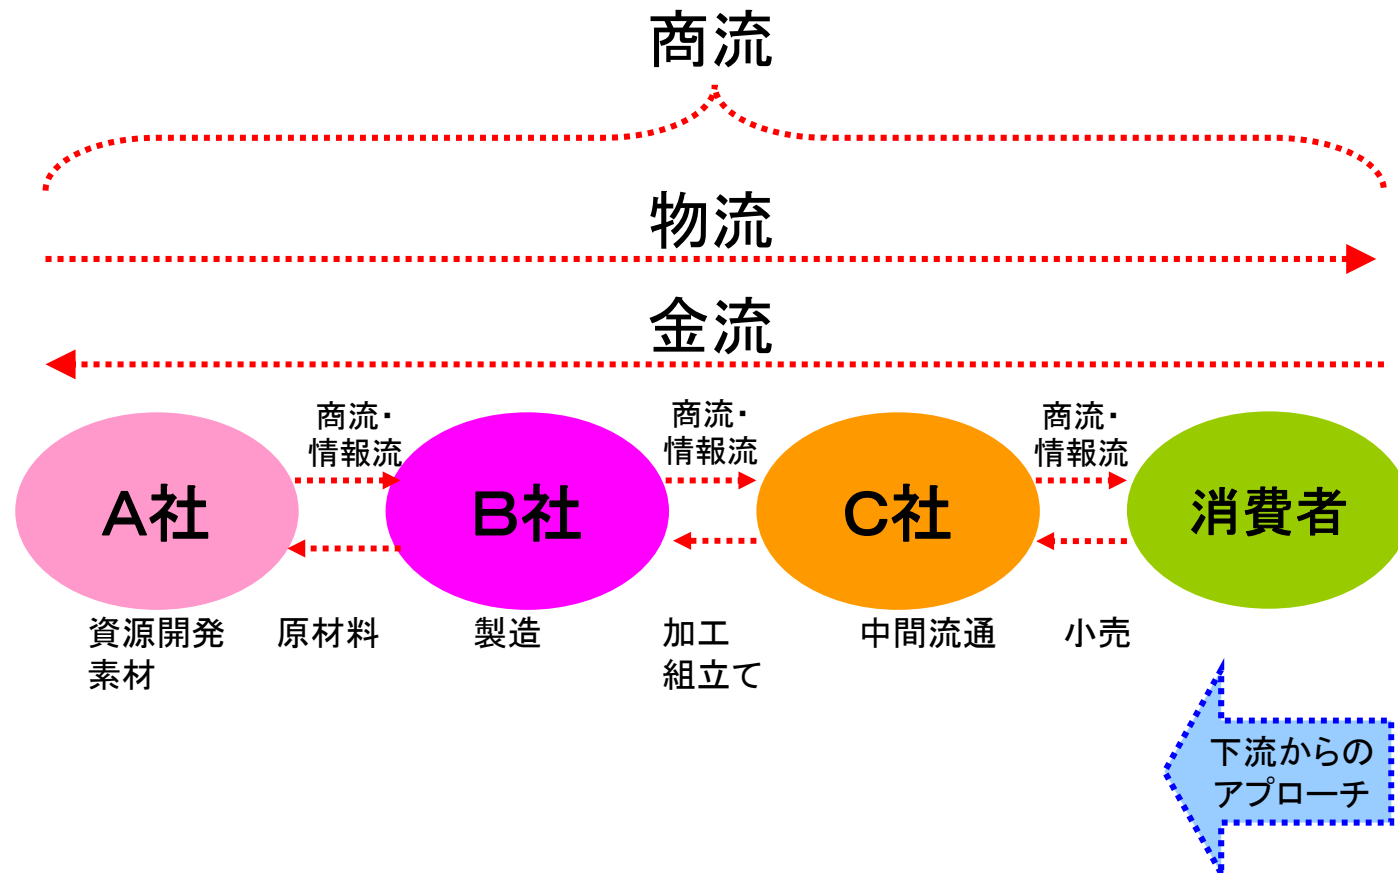 商流
物流
金流
商流・
情報流
商流・
情報流
商流・
情報流
A社
B社
C社
消費者
資源開発
素材
原材料
製造
加工
組立て
中間流通
小売
下流からの
アプローチ